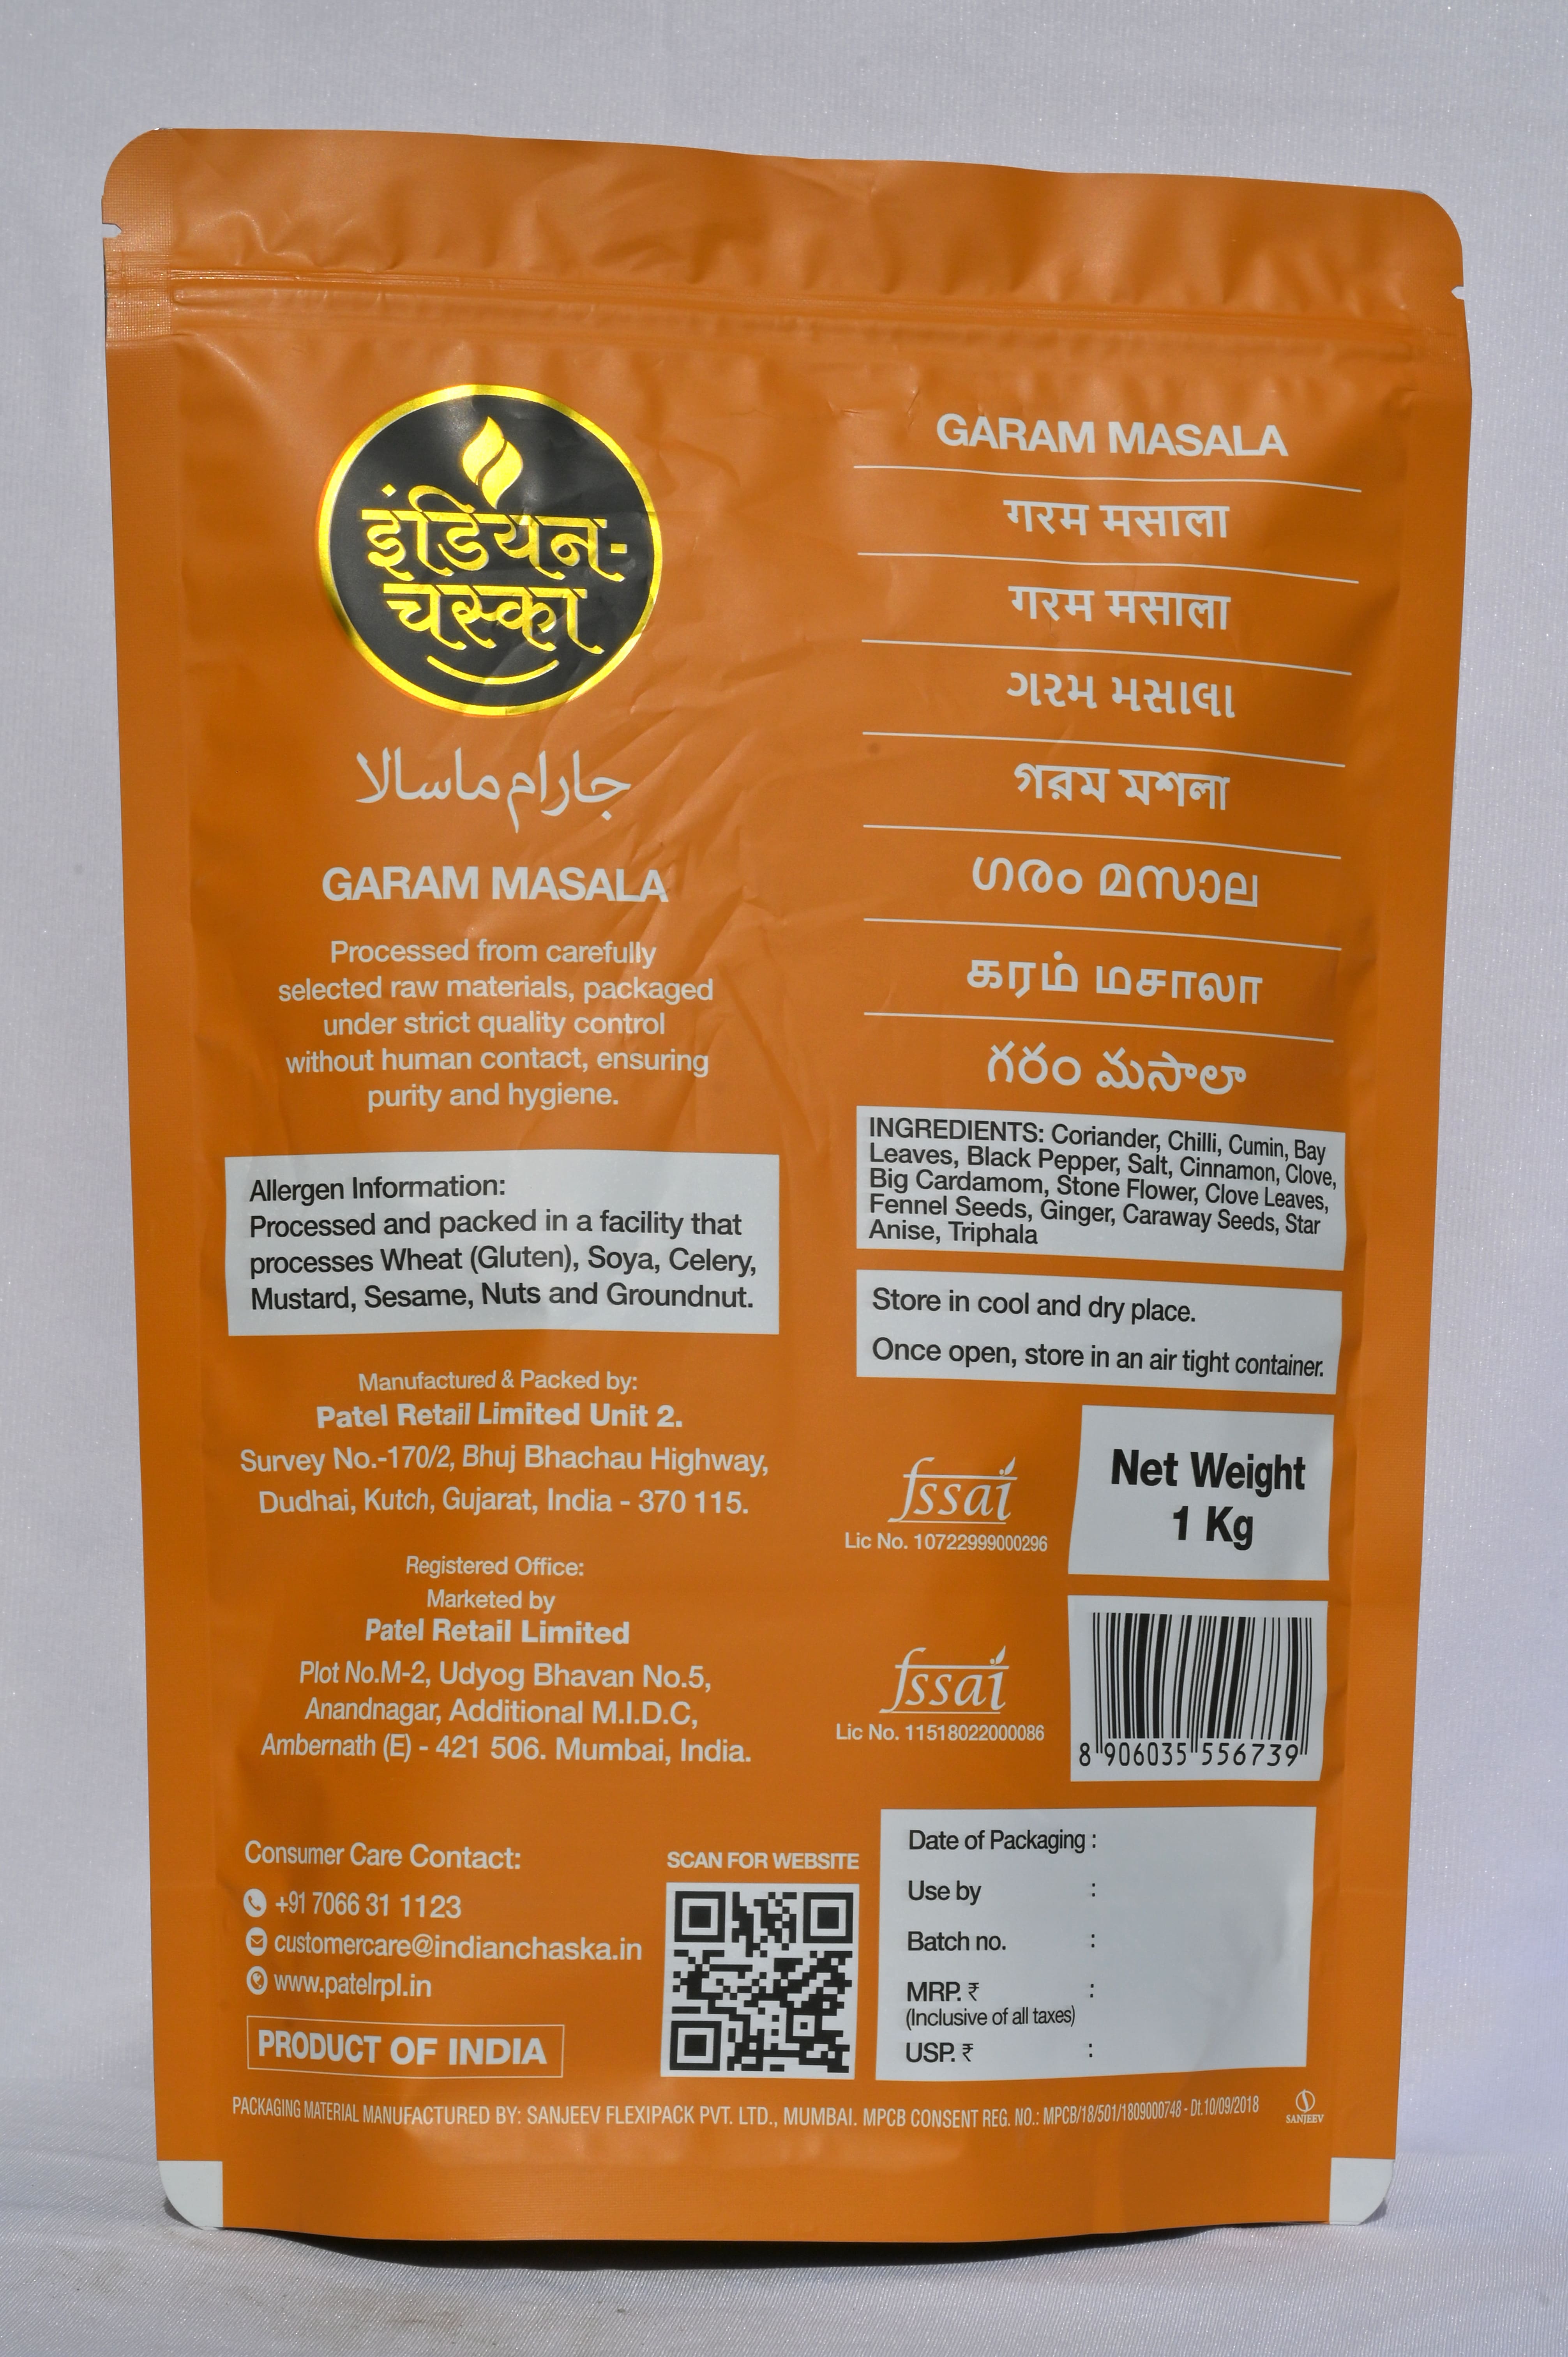 इंडियन-
चस्का
جارام ماسالا
GARAM MASALA
Processed from carefully
selected raw materials, packaged
under strict quality control
without human contact, ensuring
purity and hygiene.
Allergen Information:
Processed and packed in a facility that
processes Wheat (Gluten), Soya, Celery,
Mustard, Sesame, Nuts and Groundnut.
Manufactured & Packed by:
Patel Retail Limited Unit 2.
Survey No.-170/2, Bhuj Bhachau Highway,
Dudhai, Kutch, Gujarat, India - 370 115.
Registered Office:
Marketed by
Patel Retail Limited
Plot No.M-2, Udyog Bhavan No.5,
Anandnagar, Additional M.I.D.C,
Ambernath (E) - 421 506. Mumbai, India.
Consumer Care Contact:
+91 7066 31 1123
customercare@indianchaska.in
www.patelrpl.in
PRODUCT OF INDIA
SCAN FOR WEBSITE
GARAM MASALA
गरम मसाला
गरम मसाला
ગરમ મસાલા
গরম মশলা
ഗരം മസാല
கரம் மசாலா
గరం మసాలా
INGREDIENTS: Coriander, Chilli, Cumin, Bay
Leaves, Black Pepper, Salt, Cinnamon, Clove,
Big Cardamom, Stone Flower, Clove Leaves,
Fennel Seeds, Ginger, Caraway Seeds, Star
Anise, Triphala
Store in cool and dry place.
Once open, store in an air tight container.
fssai
Lic No. 10722999000296
Net Weight
1 Kg
fssai
Lic No. 11518022000086
8 906035 556739
Date of Packaging :
Use by :
Batch no. :
MRP. ₹ :
(Inclusive of all taxes)
USP. ₹ :
PACKAGING MATERIAL MANUFACTURED BY: SANJEEV FLEXIPACK PVT. LTD., MUMBAI. MPCB CONSENT REG. NO.: MPCB/18/501/1809000748 - Dt.10/09/2018
SANJEEV